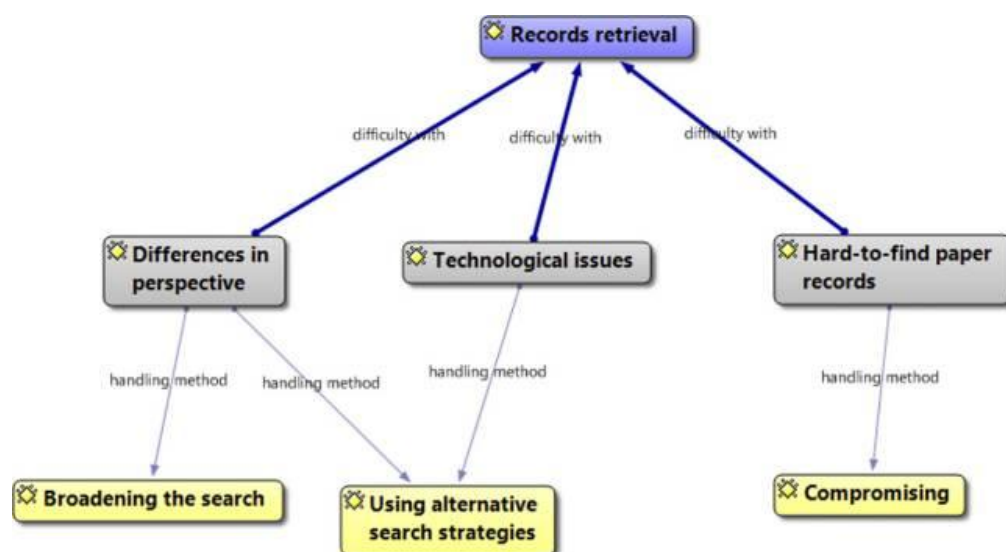 Records retrieval
difficulty with
difficulty with
difficulty with
Differences in
perspective
Technological issues
Hard-to-find paper
records
handling method
handling method
handling method
handling method
Broadening the search
Using alternative
search strategies
Compromising